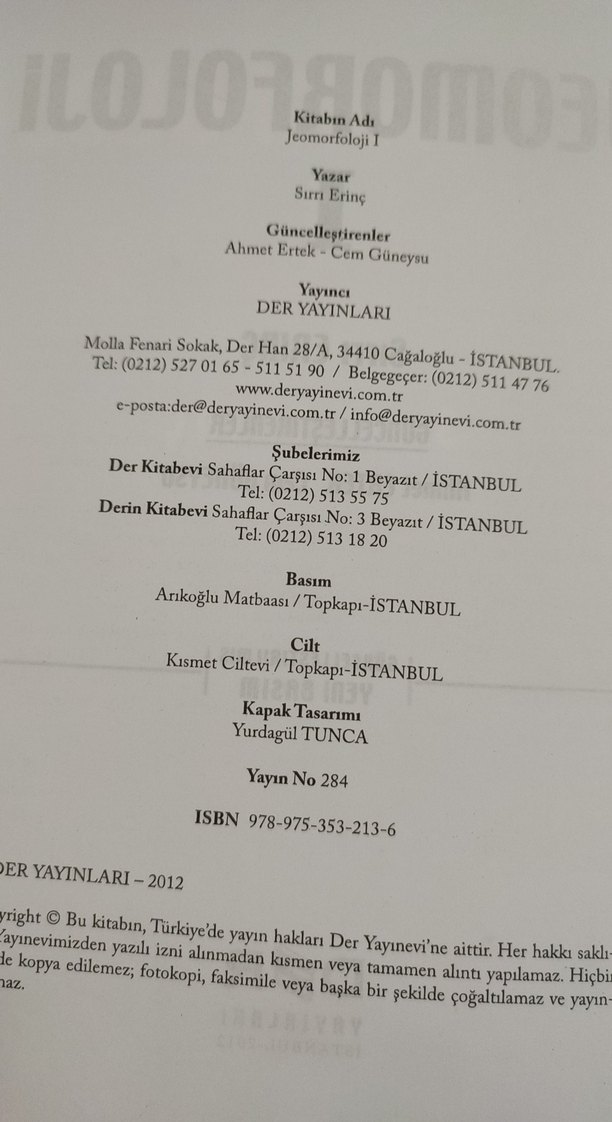 Kitabın Adı
Jeomorfoloji I
Yazar
Sırrı Erinç
Güncelleştirenler
Ahmet Ertek - Cem Güneysu
Yayıncı
DER YAYINLARI
Molla Fenari Sokak, Der Han 28/A, 34410 Cağaloğlu - İSTANBUL.
Tel: (0212) 527 01 65 - 511 51 90 / Belgegeçer: (0212) 511 47 76
www.deryayinevi.com.tr
e-posta:der@deryayinevi.com.tr / info@deryayinevi.com.tr
Şubelerimiz
Der Kitabevi Sahaflar Çarşısı No: 1 Beyazıt / İSTANBUL
Tel: (0212) 513 55 75
Derin Kitabevi Sahaflar Çarşısı No: 3 Beyazıt / İSTANBUL
Tel: (0212) 513 18 20
Basım
Arıkoğlu Matbaası / Topkapı-İSTANBUL
Cilt
Kısmet Ciltevi / Topkapı-İSTANBUL
Kapak Tasarımı
Yurdagül TUNCA
Yayın No 284
ISBN 978-975-353-213-6
DER YAYINLARI – 2012
yright © Bu kitabın, Türkiye'de yayın hakları Der Yayınevi'ne aittir. Her hakkı saklı-
Yayınevimizden yazılı izni alınmadan kısmen veya tamamen alıntı yapılamaz. Hiçbir
de kopya edilemez; fotokopi, faksimile veya başka bir şekilde çoğaltılamaz ve yayın-
maz.